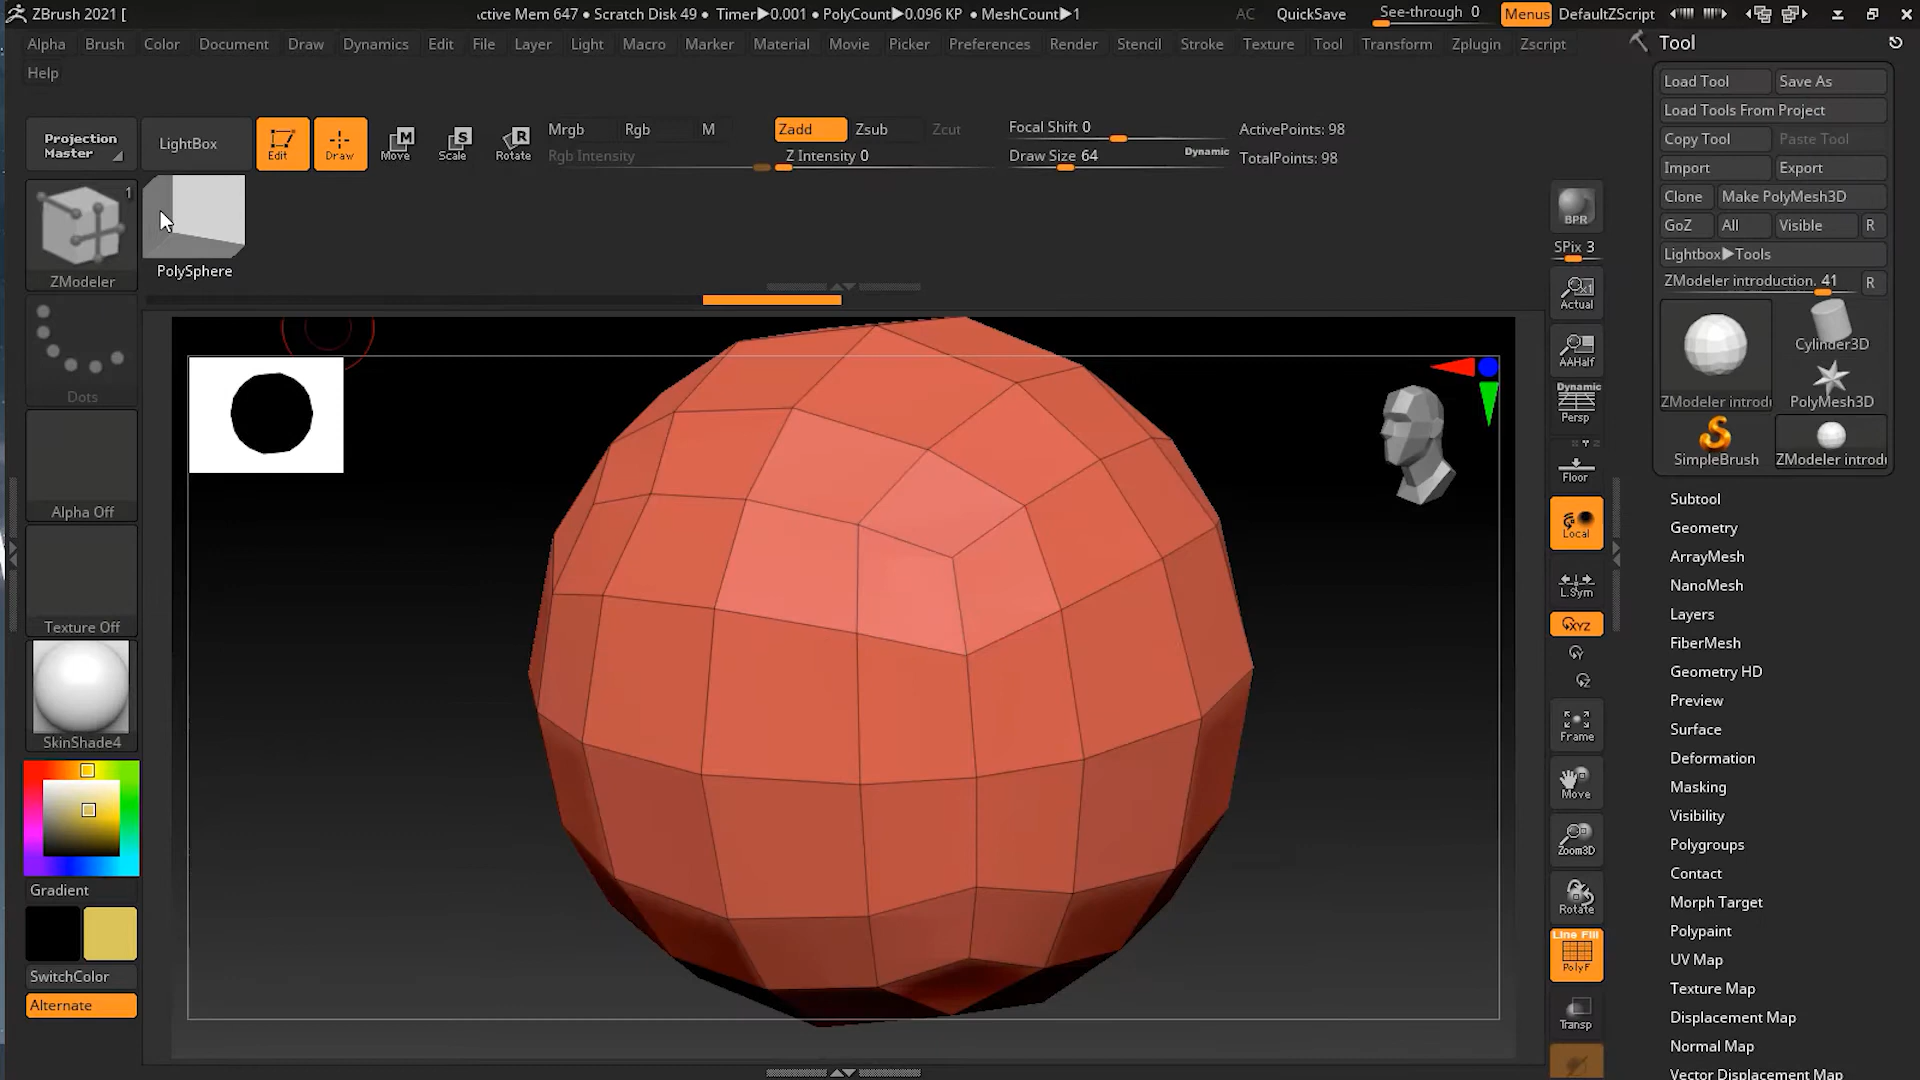 ZBrush 2021 [
ctive Mem 647 • Scratch Disk 49 • Timer▶0.001 • PolyCount▶0.096 KP • MeshCount▶1
AC
QuickSave
See-through 0
Menus
DefaultZScript
Alpha Brush Color Document Draw Dynamics Edit File Layer Light Macro Marker Material Movie Picker Preferences Render Stencil Stroke Texture Tool Transform Zplugin Zscript
Help
Projection
Master
LightBox
Edit
Draw
M
Move
S
Scale
R
Rotate
Mrgb Rgb M
Rgb Intensity
Zadd Zsub Zcut
Z Intensity 0
Focal Shift 0
Draw Size 64
Dynamic
ActivePoints: 98
TotalPoints: 98
1
ZModeler
PolySphere
Dots
Alpha Off
Texture Off
SkinShade4
Gradient
SwitchColor
Alternate
BPR
SPix 3
x1
Actual
AAHalf
Dynamic
Persp
Floor
Local
L.Sym
XYZ
Y
Z
Frame
Move
Zoom3D
Rotate
Line Fill
PolyF
Transp
Tool
Load Tool
Save As
Load Tools From Project
Copy Tool
Paste Tool
Import
Export
Clone
Make PolyMesh3D
GoZ
All
Visible
R
Lightbox▶Tools
ZModeler introduction. 41
R
ZModeler introdu
Cylinder3D
PolyMesh3D
SimpleBrush
ZModeler introdu
Subtool
Geometry
ArrayMesh
NanoMesh
Layers
FiberMesh
Geometry HD
Preview
Surface
Deformation
Masking
Visibility
Polygroups
Contact
Morph Target
Polypaint
UV Map
Texture Map
Displacement Map
Normal Map
Vector Displacement Map